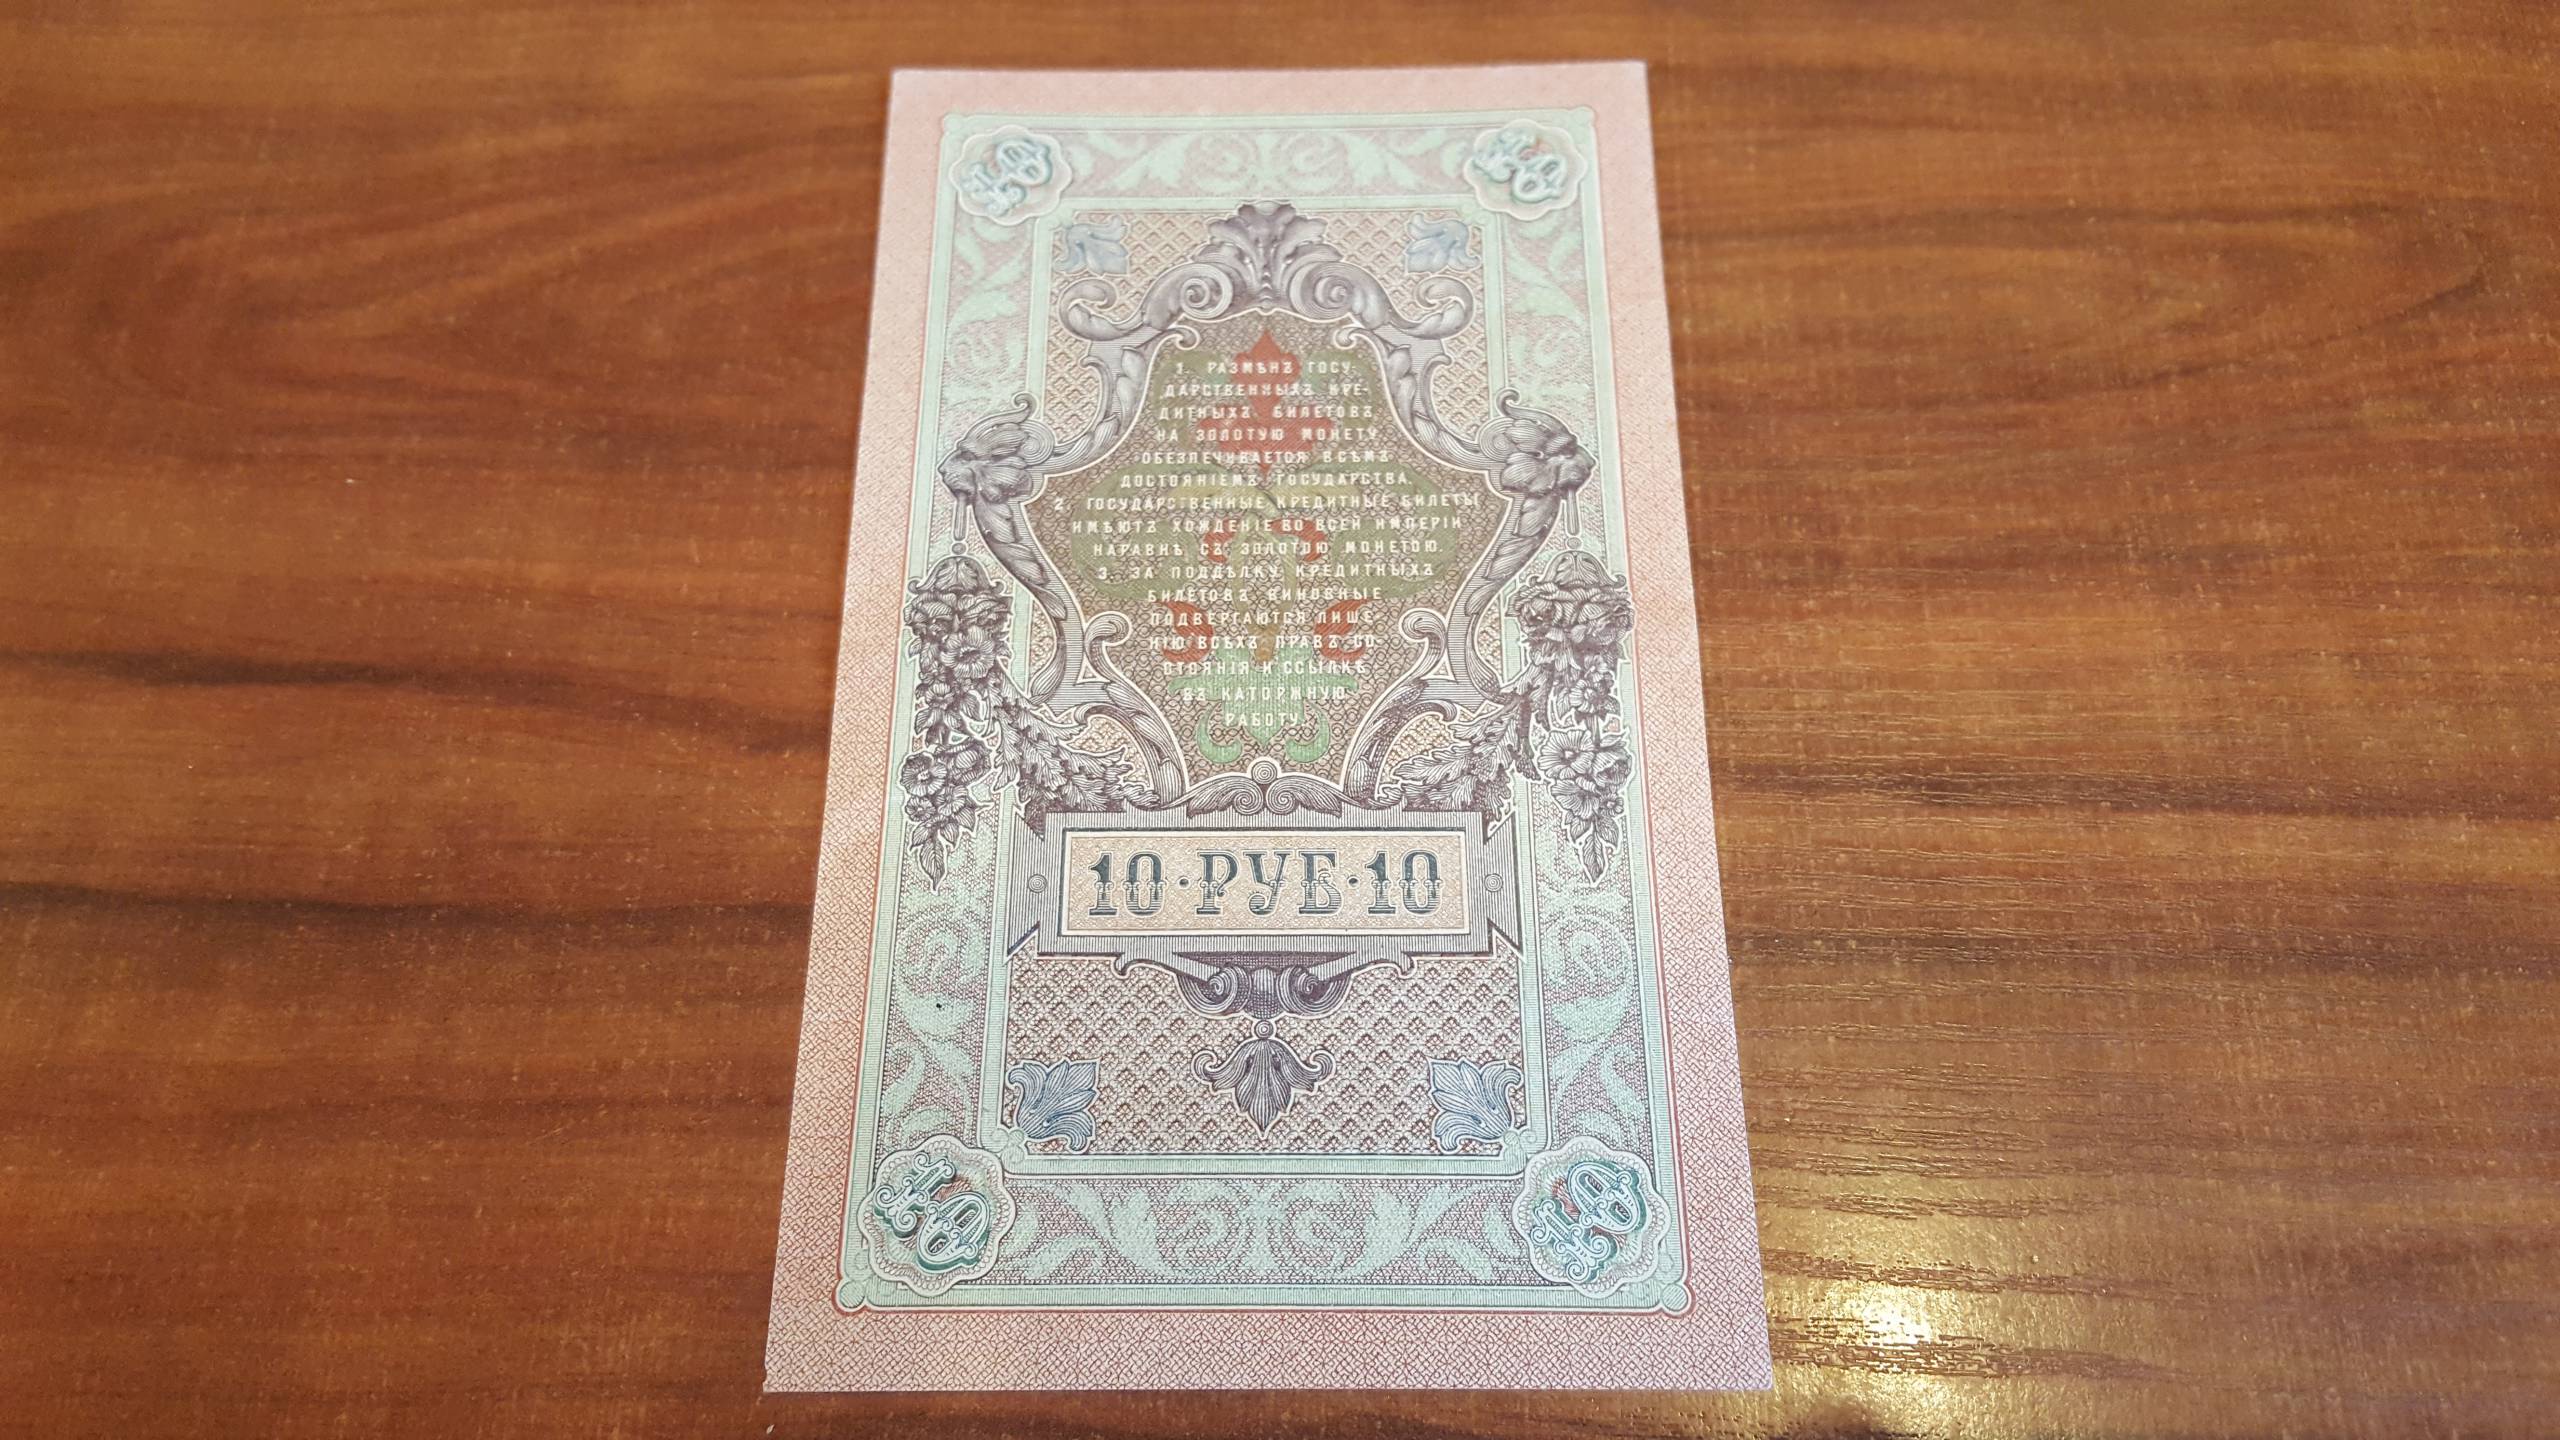 10 10
1. РАЗМѢНЪ ГОСУ-
ДАРСТВЕННЫХЪ КРЕ-
ДИТНЫХЪ БИЛЕТОВЪ
НА ЗОЛОТУЮ МОНЕТУ
ОБЕЗПЕЧИВАЕТСЯ ВСѢМЪ
ДОСТОЯНІЕМЪ ГОСУДАРСТВА.
2. ГОСУДАРСТВЕННЫЕ КРЕДИТНЫЕ БИЛЕТЫ
ИМѢЮТЪ ХОЖДЕНІЕ ВО ВСЕЙ ИМПЕРІИ
НАРАВНѢ СЪ ЗОЛОТОЮ МОНЕТОЮ.
3. ЗА ПОДДѢЛКУ КРЕДИТНЫХЪ
БИЛЕТОВЪ ВИНОВНЫЕ
ПОДВЕРГАЮТСЯ ЛИШЕ
НІЮ ВСѢХЪ ПРАВЪ СО-
СТОЯНІЯ И ССЫЛКѢ
ВЪ КАТОРЖНУЮ
РАБОТУ.
10·РУБ·10
10 10